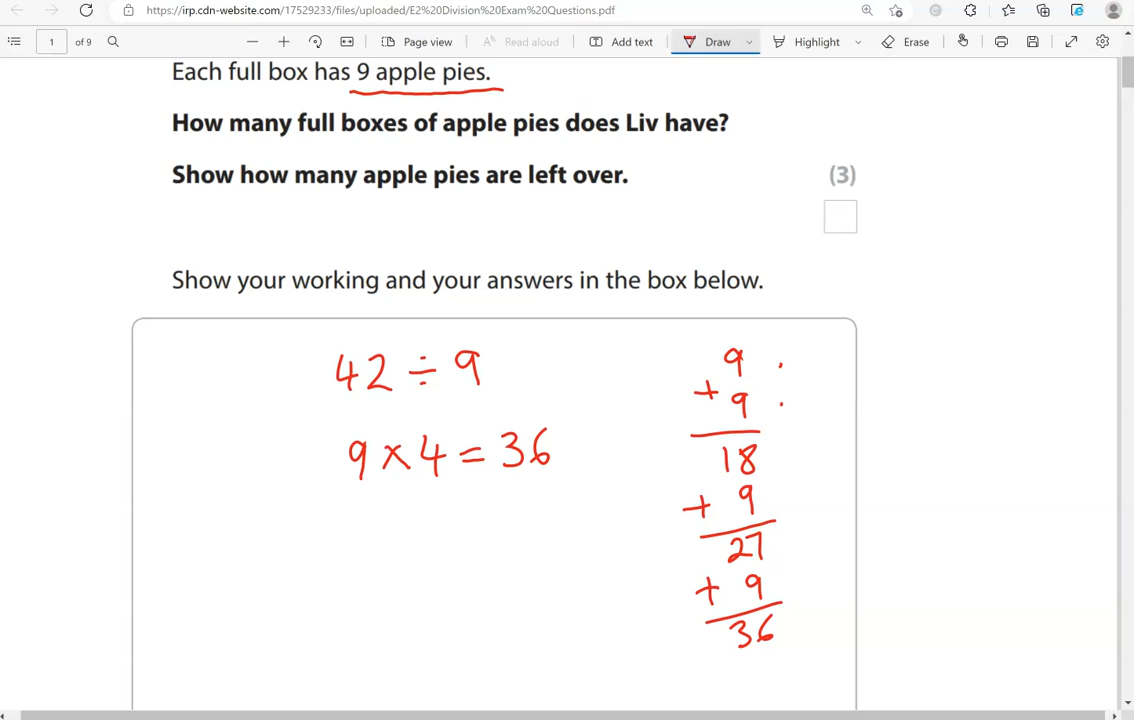 https://irp.cdn-website.com/17529233/files/uploaded/E2%20Division%20Exam%20Questions.pdf
1 of 9 Page view Read aloud Add text Draw Highlight Erase
Each full box has 9 apple pies.
How many full boxes of apple pies does Liv have?
Show how many apple pies are left over. (3)
Show your working and your answers in the box below.
42 ÷ 9
9 × 4 = 36
9
+ 9
18
+ 9
27
+ 9
36